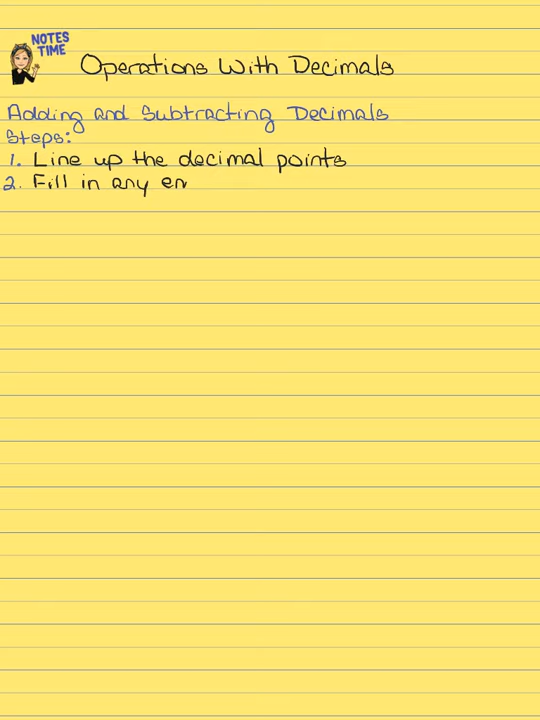 NOTES
TIME
Operations With Decimals
Adding and Subtracting Decimals
Steps:
1. Line up the decimal points
2. Fill in any en